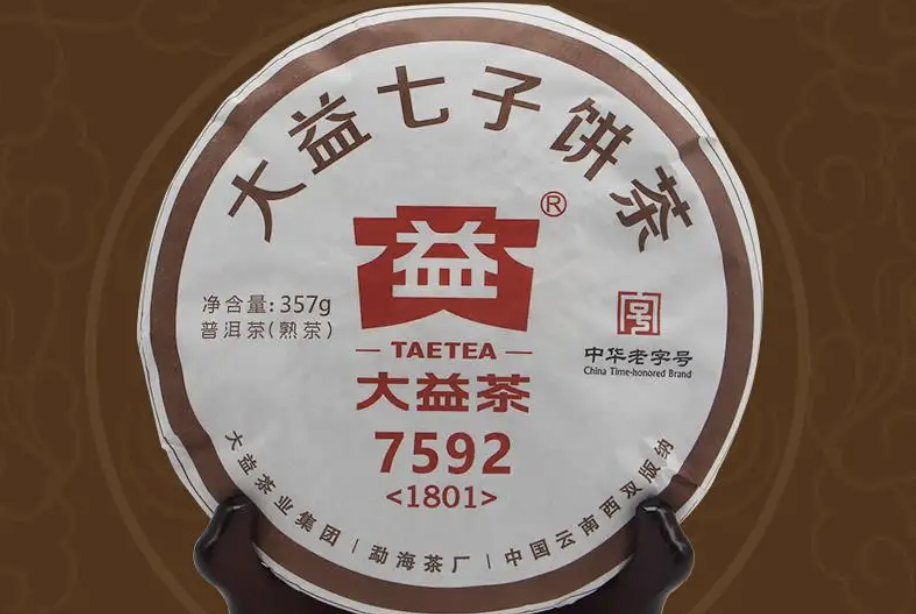 大益七子饼茶
益®
净含量:357g
普洱茶(熟茶)
TAETEA
大益茶
7592
<1801>
号
中华老字号
China Time-honored Brand
大益茶业集团|勐海茶厂|中国云南西双版纳